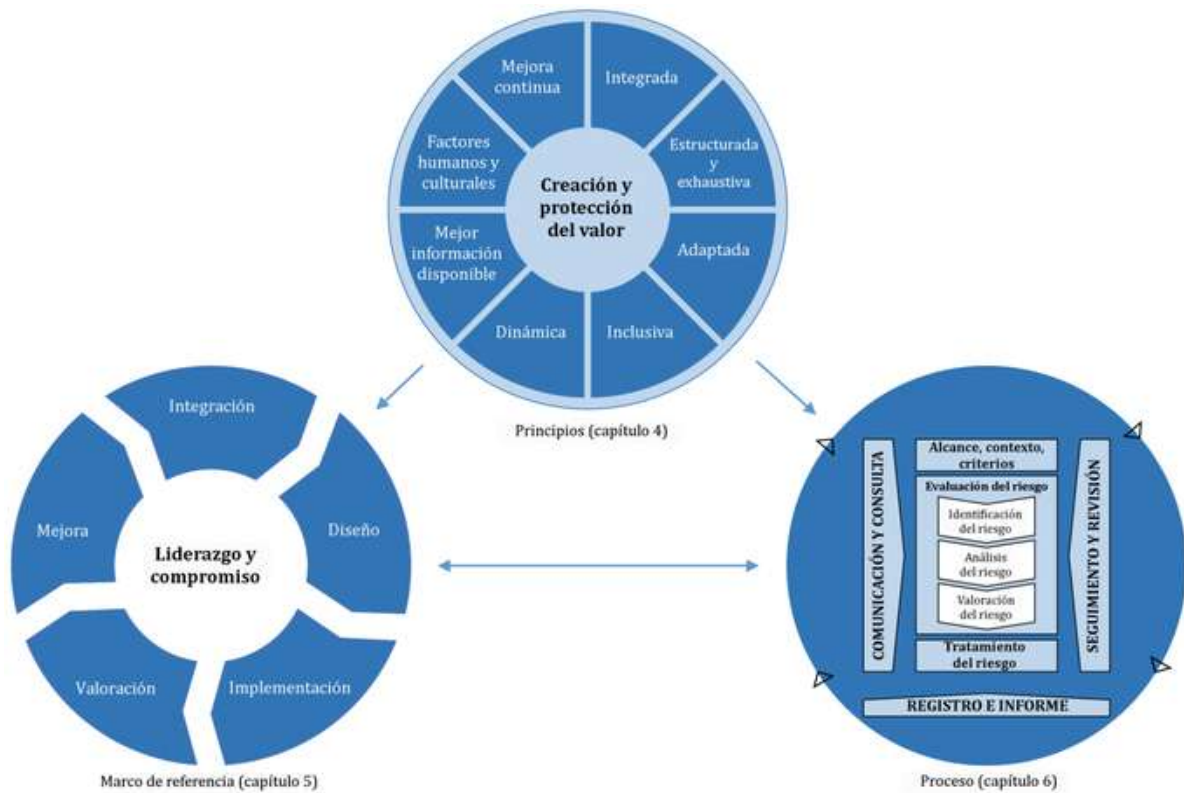 Mejora
continua
Integrada
Factores
humanos y
culturales
Estructurada
y
exhaustiva
Creación y
protección
del valor
Mejor
información
disponible
Adaptada
Dinámica
Inclusiva
Principios (capítulo 4)
Integración
Mejora
Diseño
Liderazgo y
compromiso
Valoración
Implementación
Marco de referencia (capítulo 5)
COMUNICACIÓN Y CONSULTA
Alcance, contexto,
criterios
Evaluación del riesgo
Identificación
del riesgo
Análisis
del riesgo
Valoración
del riesgo
Tratamiento
del riesgo
SEGUIMIENTO Y REVISIÓN
REGISTRO E INFORME
Proceso (capítulo 6)